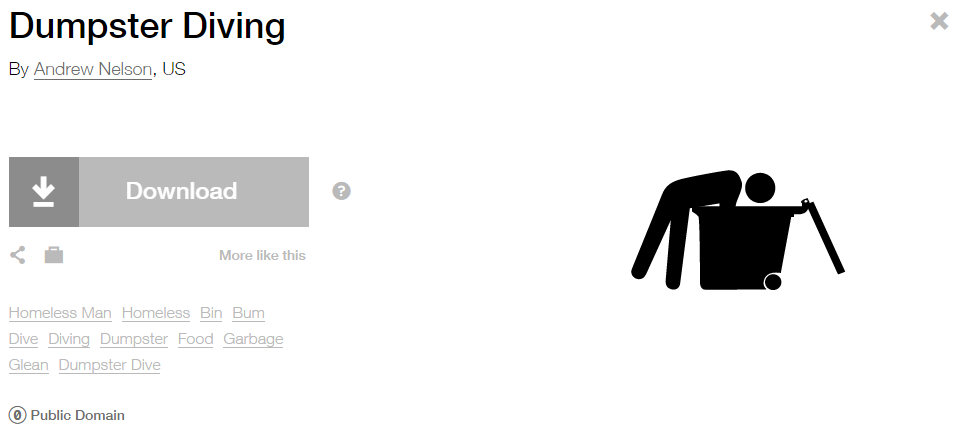 Dumpster Diving
By Andrew Nelson, US
Download
?
More like this
Homeless Man Homeless Bin Bum
Dive Diving Dumpster Food Garbage
Glean Dumpster Dive
0 Public Domain